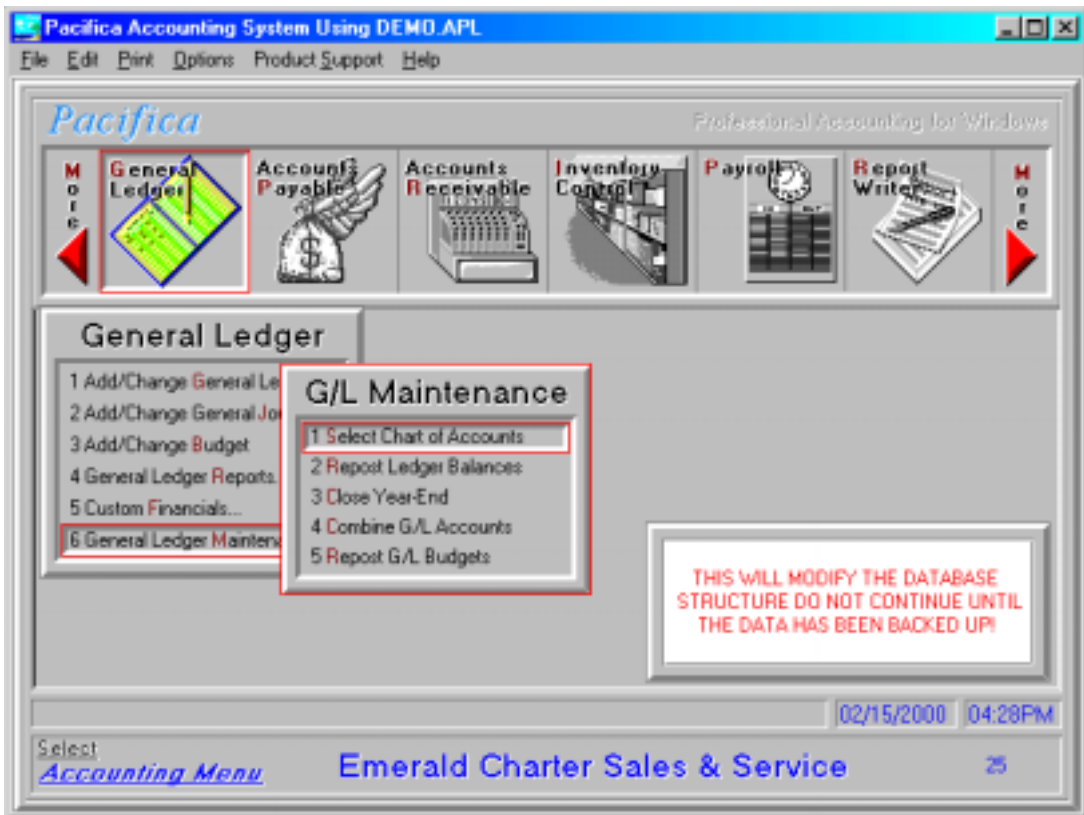 Pacifica Accounting System Using DEMO.APL
File Edit Print Options Product Support Help
Pacifica
Professional Accounting for Windows
More
General Ledger
Accounts Payable
Accounts Receivable
Inventory Control
Payroll
Report Writer
More
General Ledger
1 Add/Change General Le
2 Add/Change General Jou
3 Add/Change Budget
4 General Ledger Reports.
5 Custom Financials...
6 General Ledger Maintena
G/L Maintenance
1 Select Chart of Accounts
2 Repost Ledger Balances
3 Close Year-End
4 Combine G/L Accounts
5 Repost G/L Budgets
THIS WILL MODIFY THE DATABASE
STRUCTURE DO NOT CONTINUE UNTIL
THE DATA HAS BEEN BACKED UP!
02/15/2000 04:28PM
Select
Accounting Menu
Emerald Charter Sales & Service
25